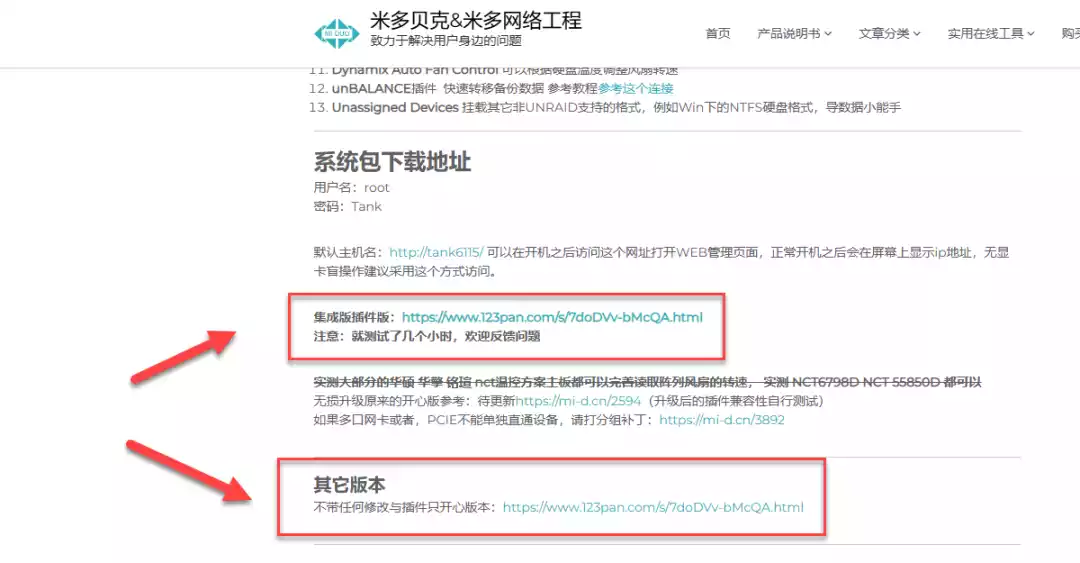 MI DUO
米多贝克&米多网络工程
致力于解决用户身边的问题
首页 产品说明书 文章分类 实用在线工具 购买
11. Dynamix Auto Fan Control 可以根据硬盘温度调整风扇转速
12. unBALANCE插件 快速转移备份数据 参考教程参考这个连接
13. Unassigned Devices 挂载其它非UNRAID支持的格式，例如Win下的NTFS硬盘格式，导数据小能手
系统包下载地址
用户名：root
密码：Tank
默认主机名：http://tank6115/ 可以在开机之后访问这个网址打开WEB管理页面，正常开机之后会在屏幕上显示ip地址，无显
卡盲操作建议采用这个方式访问。
集成版插件版：https://www.123pan.com/s/7doDVv-bMcQA.html
注意：就测试了几个小时，欢迎反馈问题
实测大部分的华硕 华擎 铭瑄 nct温控方案主板都可以完善读取阵列风扇的转速， 实测 NCT6798D NCT 55850D 都可以
无损升级原来的开心版参考：待更新https://mi-d.cn/2594（升级后的插件兼容性自行测试）
如果多口网卡或者，PCIE不能单独直通设备，请打分组补丁：https://mi-d.cn/3892
其它版本
不带任何修改与插件只开心版本：https://www.123pan.com/s/7doDVv-bMcQA.html